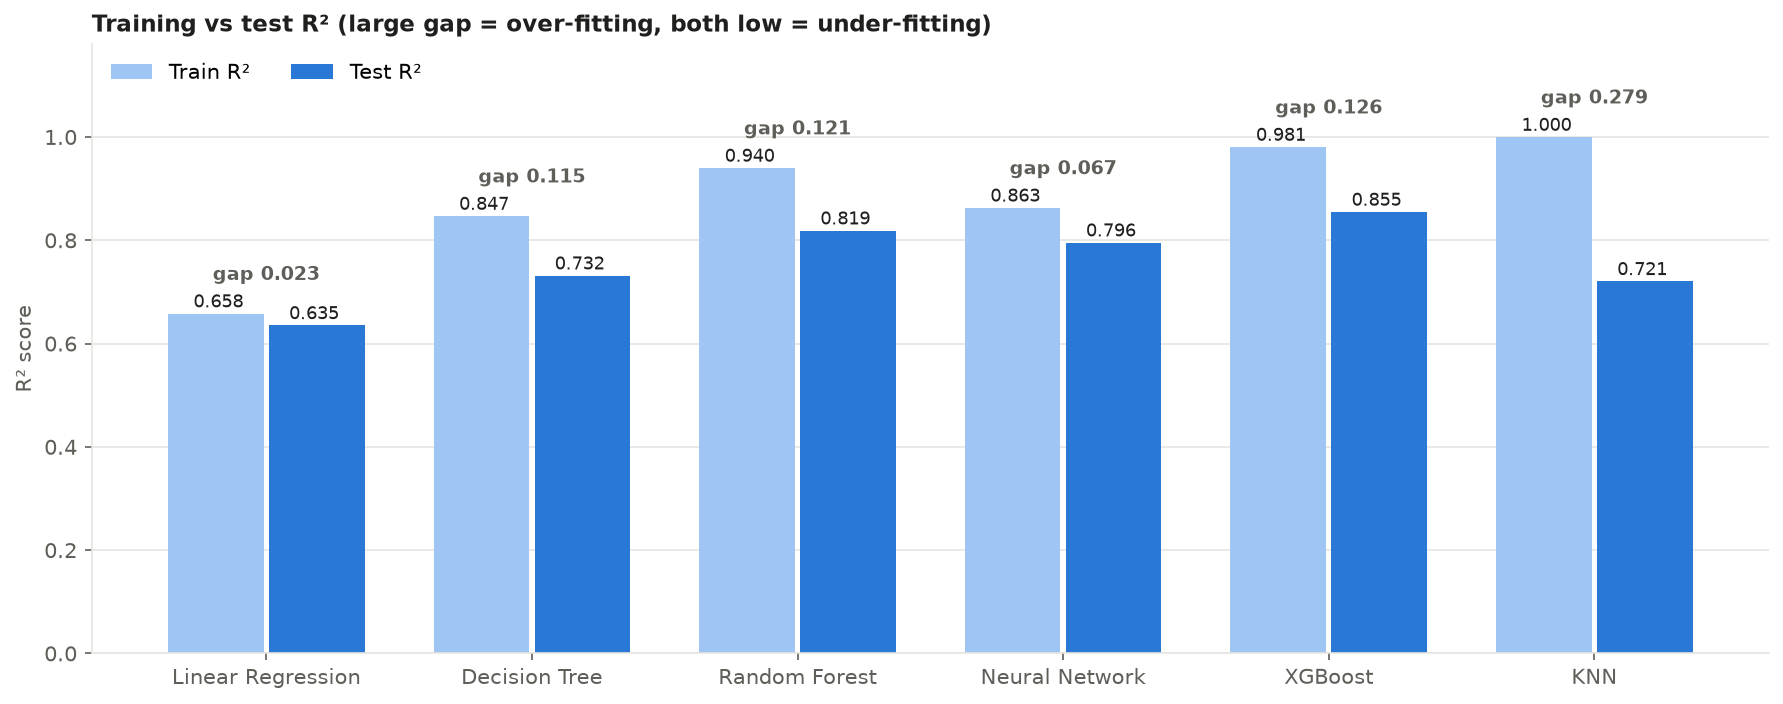 Training vs test R² (large gap = over-fitting, both low = under-fitting)
Train R² Test R²
gap 0.023 gap 0.115 gap 0.121 gap 0.067 gap 0.126 gap 0.279
0.658 0.635 0.847 0.732 0.940 0.819 0.863 0.796 0.981 0.855 1.000 0.721
R² score
1.0
0.8
0.6
0.4
0.2
0.0
Linear Regression Decision Tree Random Forest Neural Network XGBoost KNN